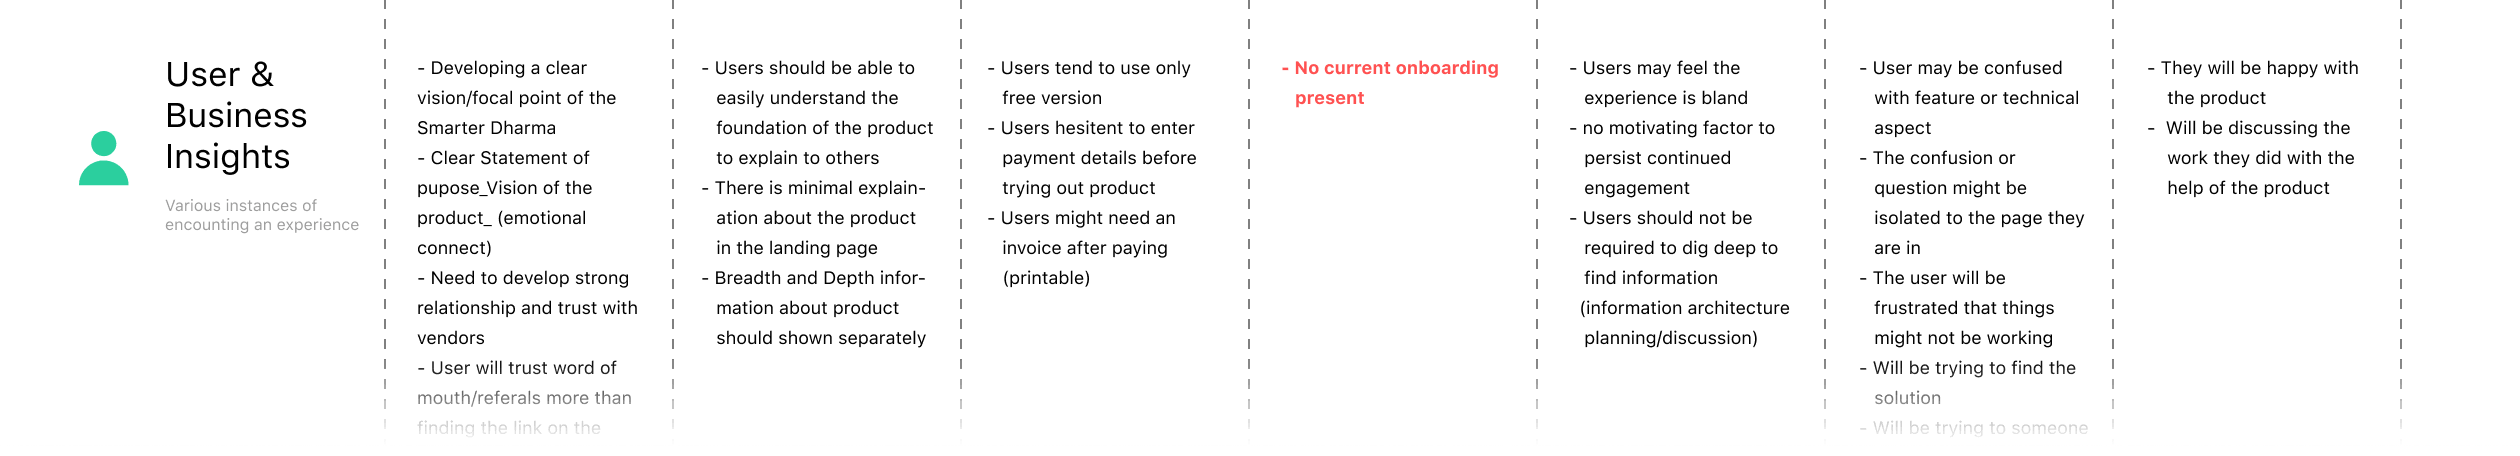 User &
Business
Insights
Various instances of
encounting an experience
- Developing a clear
vision/focal point of the
Smarter Dharma
- Clear Statement of
pupose_Vision of the
product_ (emotional
connect)
- Need to develop strong
relationship and trust with
vendors
- User will trust word of
mouth/referals more than
finding the link on the
- Users should be able to
easily understand the
foundation of the product
to explain to others
- There is minimal explain-
ation about the product
in the landing page
- Breadth and Depth infor-
mation about product
should shown separately
- Users tend to use only
free version
- Users hesitent to enter
payment details before
trying out product
- Users might need an
invoice after paying
(printable)
- No current onboarding
present
- Users may feel the
experience is bland
- no motivating factor to
persist continued
engagement
- Users should not be
required to dig deep to
find information
(information architecture
planning/discussion)
- User may be confused
with feature or technical
aspect
- The confusion or
question might be
isolated to the page they
are in
- The user will be
frustrated that things
might not be working
- Will be trying to find the
solution
- Will be trying to someone
- They will be happy with
the product
- Will be discussing the
work they did with the
help of the product